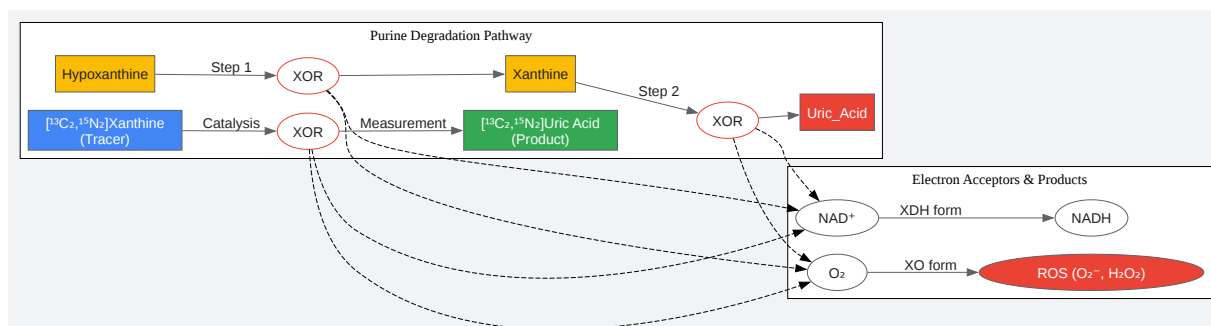 Purine Degradation Pathway
Hypoxanthine
Step 1
XOR
Xanthine
Step 2
XOR
Uric_Acid
[¹³C₂,¹⁵N₂]Xanthine
(Tracer)
Catalysis
XOR
Measurement
[¹³C₂,¹⁵N₂]Uric Acid
(Product)
Electron Acceptors & Products
NAD⁺
XDH form
NADH
O₂
XO form
ROS (O₂⁻, H₂O₂)